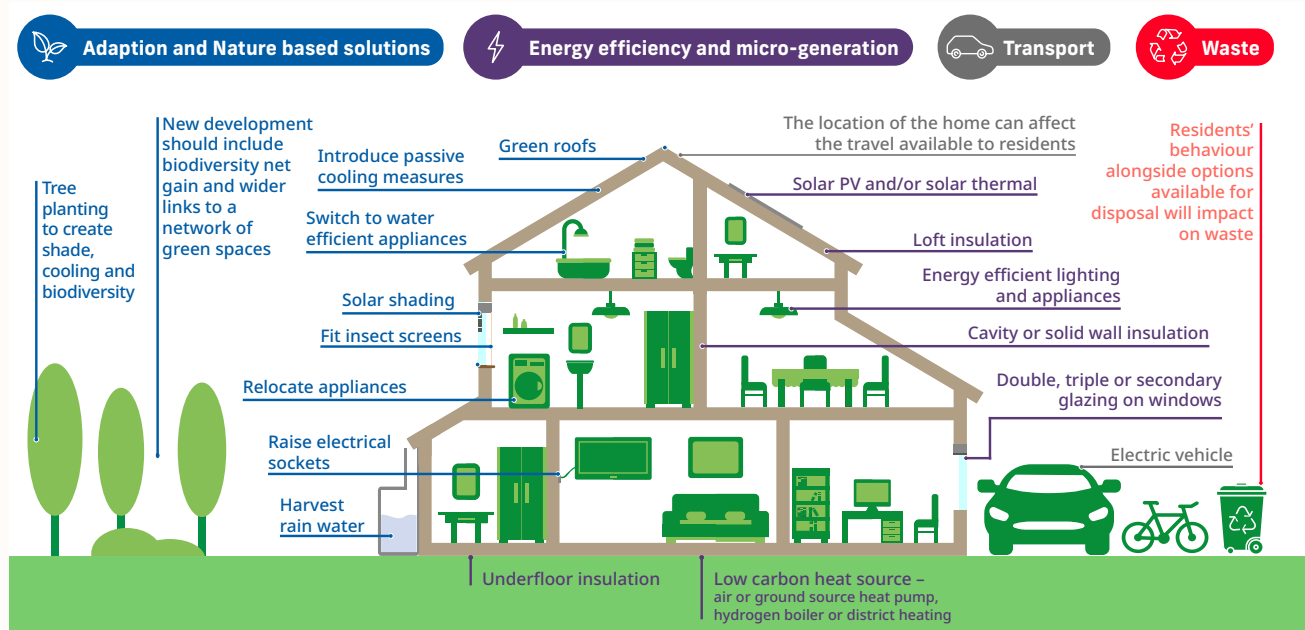 Adaption and Nature based solutions
Energy efficiency and micro-generation
Transport
Waste
Tree
planting
to create
shade,
cooling and
biodiversity
New development
should include
biodiversity net
gain and wider
links to a
network of
green spaces
Introduce passive
cooling measures
Green roofs
Switch to water
efficient appliances
Solar shading
Fit insect screens
Relocate appliances
Raise electrical
sockets
Harvest
rain water
The location of the home can affect
the travel available to residents
Solar PV and/or solar thermal
Loft insulation
Energy efficient lighting
and appliances
Cavity or solid wall insulation
Double, triple or secondary
glazing on windows
Electric vehicle
Residents’
behaviour
alongside options
available for
disposal will impact
on waste
Underfloor insulation
Low carbon heat source –
air or ground source heat pump,
hydrogen boiler or district heating